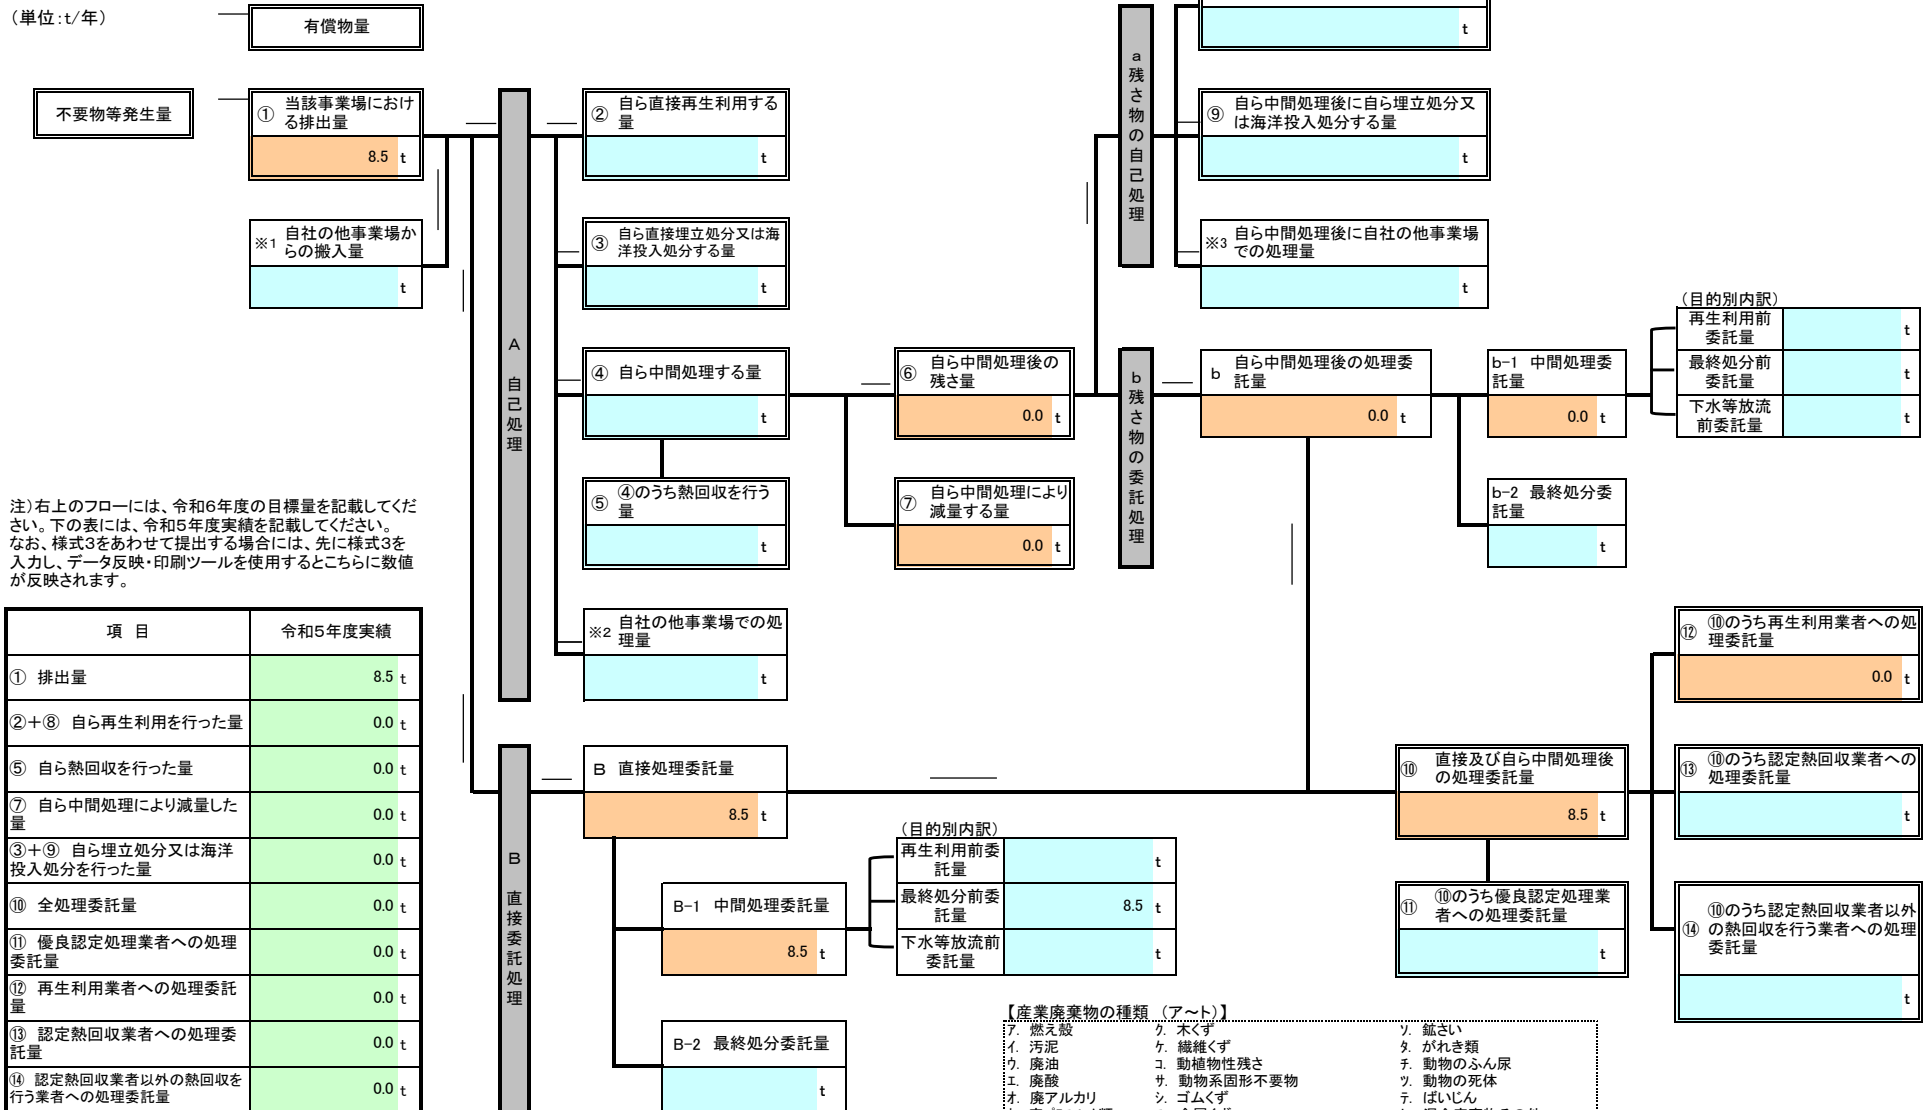 (単位:t/年)
有償物量
不要物等発生量
① 当該事業場におけ
る排出量
8.5 t
※1 自社の他事業場か
らの搬入量
t
A 自己処理
② 自ら直接再生利用する
量
t
③ 自ら直接埋立処分又は海
洋投入処分する量
t
④ 自ら中間処理する量
t
⑤ ④のうち熱回収を行う
量
t
※2 自社の他事業場での処
理量
t
⑥ 自ら中間処理後の
残さ量
0.0 t
⑦ 自ら中間処理により
減量する量
0.0 t
a 残さ物の自己処理
t
⑨ 自ら中間処理後に自ら埋立処分又
は海洋投入処分する量
t
※3 自ら中間処理後に自社の他事業場
での処理量
t
b 残さ物の委託処理
b 自ら中間処理後の処理委
託量
0.0 t
b-1 中間処理委
託量
0.0 t
b-2 最終処分委
託量
t
(目的別内訳)
再生利用前
委託量 t
最終処分前
委託量 t
下水等放流
前委託量 t
注)右上のフローには、令和6年度の目標量を記載してくだ
さい。下の表には、令和5年度実績を記載してください。
なお、様式3をあわせて提出する場合には、先に様式3を
入力し、データ反映・印刷ツールを使用するとこちらに数値
が反映されます。
項 目 令和5年度実績
① 排出量 8.5 t
②+⑧ 自ら再生利用を行った量 0.0 t
⑤ 自ら熱回収を行った量 0.0 t
⑦ 自ら中間処理により減量した
量 0.0 t
③+⑨ 自ら埋立処分又は海洋
投入処分を行った量 0.0 t
⑩ 全処理委託量 0.0 t
⑪ 優良認定処理業者への処理
委託量 0.0 t
⑫ 再生利用業者への処理委託
量 0.0 t
⑬ 認定熱回収業者への処理委
託量 0.0 t
⑭ 認定熱回収業者以外の熱回収を
行う業者への処理委託量 0.0 t
B 直接委託処理
B 直接処理委託量
8.5 t
B-1 中間処理委託量
8.5 t
B-2 最終処分委託量
t
(目的別内訳)
再生利用前委
託量 t
最終処分前委
託量 8.5 t
下水等放流前
委託量 t
⑩ 直接及び自ら中間処理後
の処理委託量
8.5 t
⑪ ⑩のうち優良認定処理業
者への処理委託量
t
⑫ ⑩のうち再生利用業者への処
理委託量
0.0 t
⑬ ⑩のうち認定熱回収業者への
処理委託量
t
⑭ ⑩のうち認定熱回収業者以外
の熱回収を行う業者への処理
委託量
t
【産業廃棄物の種類 (ア~ト)】
ア. 燃え殻 ク. 木くず ソ. 鉱さい
イ. 汚泥 ケ. 繊維くず タ. がれき類
ウ. 廃油 コ. 動植物性残さ チ. 動物のふん尿
エ. 廃酸 サ. 動物系固形不要物 ツ. 動物の死体
オ. 廃アルカリ シ. ゴムくず テ. ばいじん